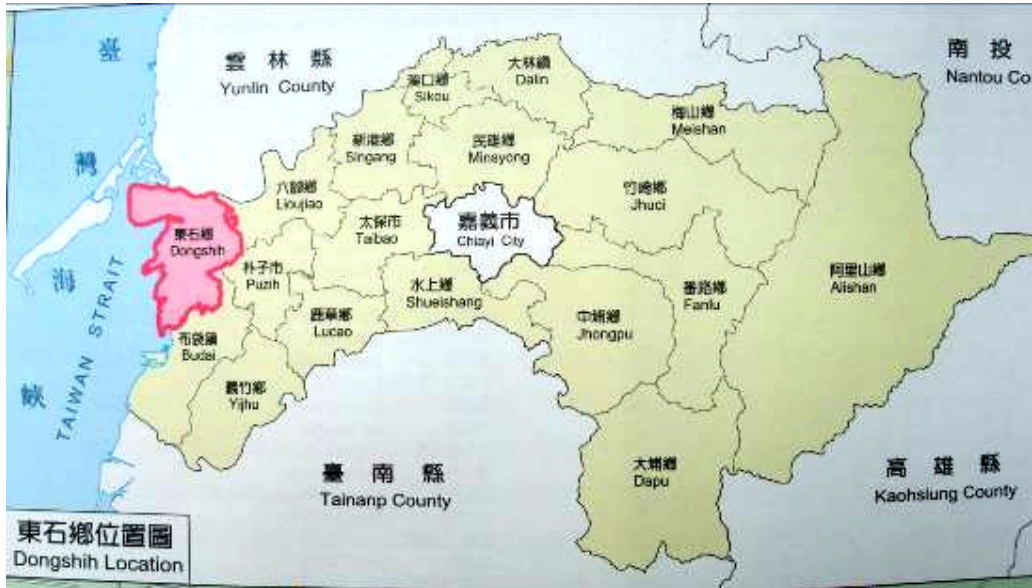 臺
灣
海
峽
TAIWAN STRAIT
雲林縣
Yunlin County
南投
Nantou Co
溪口鄉
Sikou
大林鎮
Dalin
梅山鄉
Meishan
新港鄉
Singang
民雄鄉
Minsyong
竹崎鄉
Jhuci
六腳鄉
Lioujiao
太保市
Taibao
嘉義市
Chiayi City
東石鄉
Dongshih
朴子市
Puzih
水上鄉
Shueishang
番路鄉
Fanlu
阿里山鄉
Alishan
鹿草鄉
Lucao
中埔鄉
Jhongpu
布袋鎮
Budai
義竹鄉
Yijhu
大埔鄉
Dapu
臺南縣
Tainanp County
高雄縣
Kaohsiung County
東石鄉位置圖
Dongshih Location